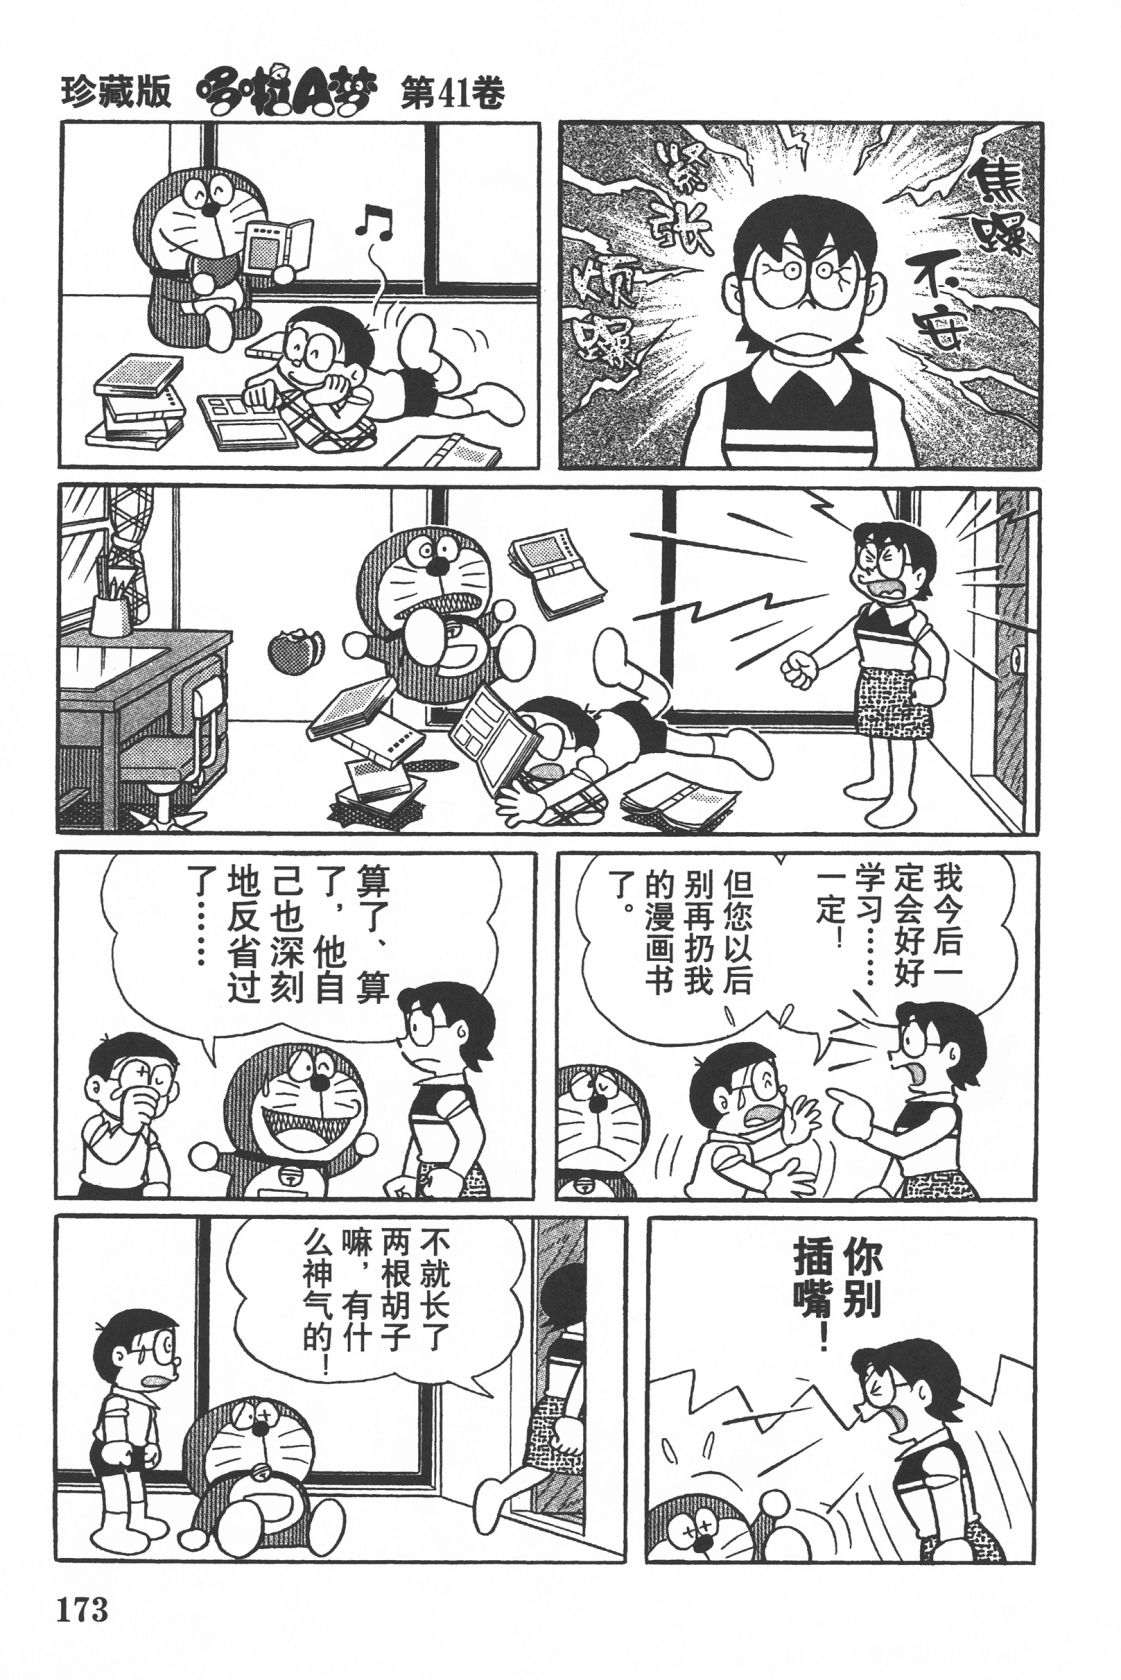 珍藏版 哆啦A梦 第41卷
焦躁
不安
紧张
烦躁
我今后一
定会好好
学习……
一定！
但您以后
别再扔我
的漫画书
了。
算了、算
了，他自
己也深刻
地反省过
了……
你别
插嘴！
不就长了
两根胡子
嘛，有什
么神气的！
173